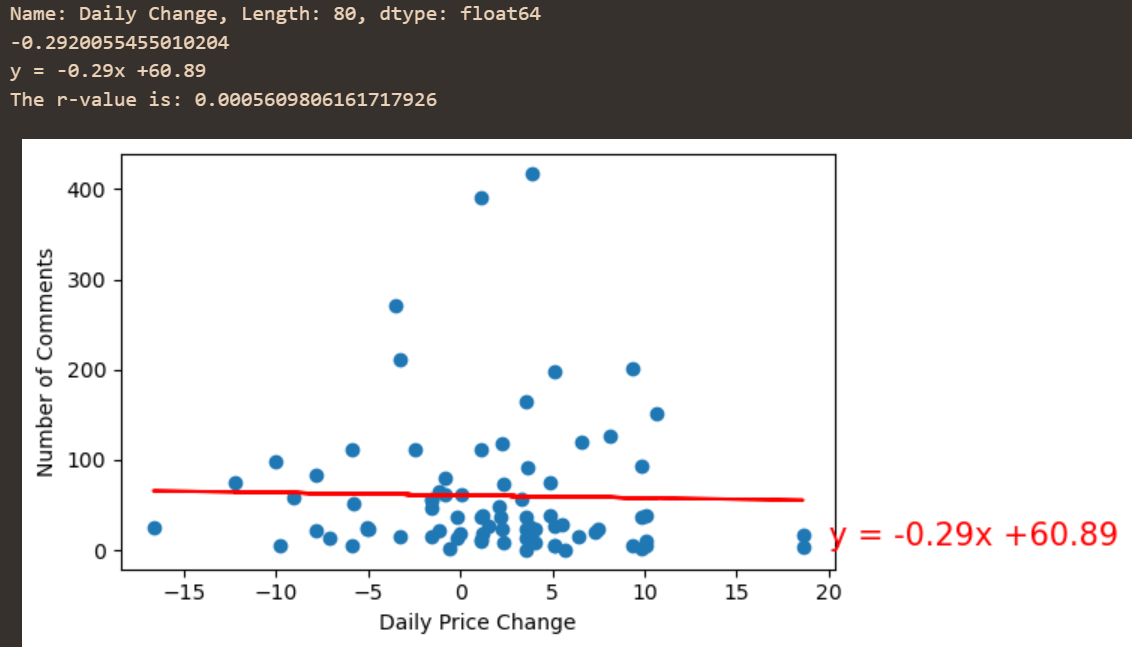 Name: Daily Change, Length: 80, dtype: float64
-0.2920055455010204
y = -0.29x +60.89
The r-value is: 0.0005609806161717926
400
300
200
100
0
Number of Comments
y = -0.29x +60.89
−15 −10 −5 0 5 10 15 20
Daily Price Change